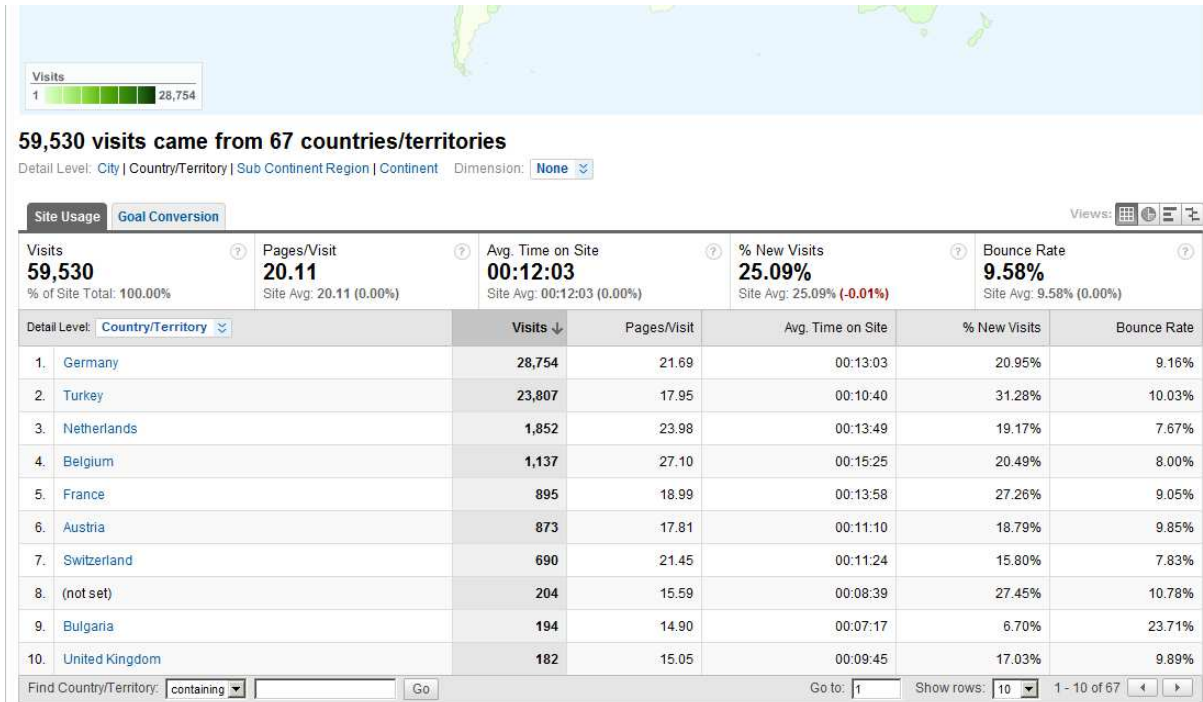 Visits
1 28,754
59,530 visits came from 67 countries/territories
Detail Level: City | Country/Territory | Sub Continent Region | Continent Dimension: None
Site Usage Goal Conversion Views:
Visits ? Pages/Visit ? Avg. Time on Site ? % New Visits ? Bounce Rate ?
59,530 20.11 00:12:03 25.09% 9.58%
% of Site Total: 100.00% Site Avg: 20.11 (0.00%) Site Avg: 00:12:03 (0.00%) Site Avg: 25.09% (-0.01%) Site Avg: 9.58% (0.00%)
Detail Level: Country/Territory Visits Pages/Visit Avg. Time on Site % New Visits Bounce Rate
1. Germany 28,754 21.69 00:13:03 20.95% 9.16%
2. Turkey 23,807 17.95 00:10:40 31.28% 10.03%
3. Netherlands 1,852 23.98 00:13:49 19.17% 7.67%
4. Belgium 1,137 27.10 00:15:25 20.49% 8.00%
5. France 895 18.99 00:13:58 27.26% 9.05%
6. Austria 873 17.81 00:11:10 18.79% 9.85%
7. Switzerland 690 21.45 00:11:24 15.80% 7.83%
8. (not set) 204 15.59 00:08:39 27.45% 10.78%
9. Bulgaria 194 14.90 00:07:17 6.70% 23.71%
10. United Kingdom 182 15.05 00:09:45 17.03% 9.89%
Find Country/Territory: containing Go Go to: 1 Show rows: 10 1 - 10 of 67